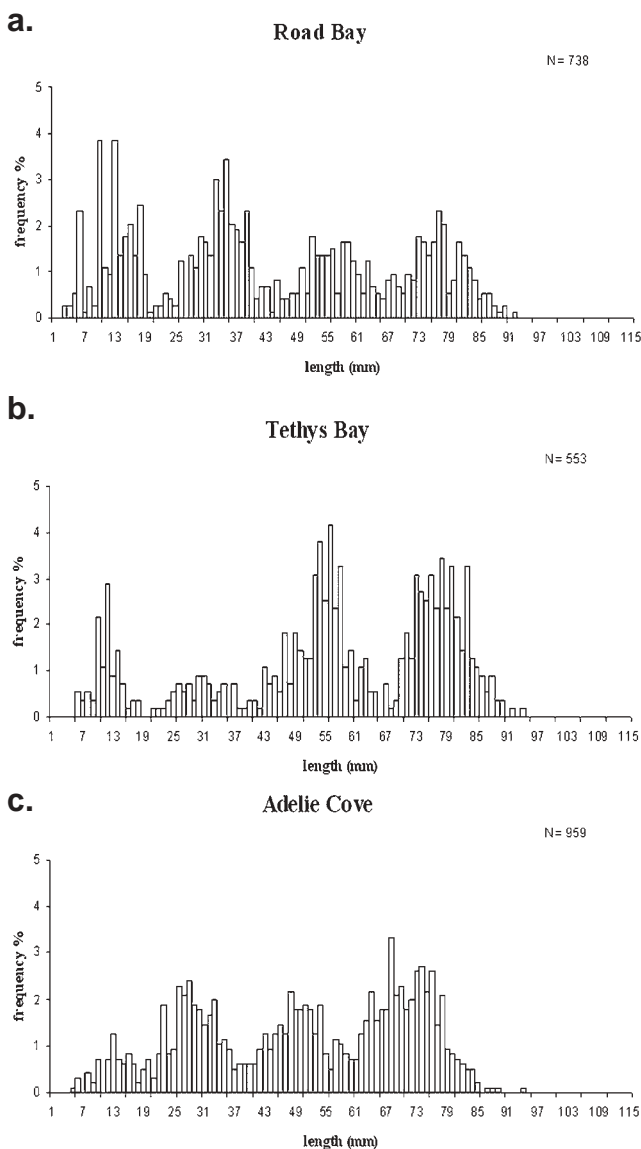 a.
Road Bay
N= 738
5
4
3
2
1
0
frequency %
1 7 13 19 25 31 37 43 49 55 61 67 73 79 85 91 97 103 109 115
length (mm)
b.
Tethys Bay
N= 553
5
4
3
2
1
0
frequency %
1 7 13 19 25 31 37 43 49 55 61 67 73 79 85 91 97 103 109 115
length (mm)
c.
Adelie Cove
N= 959
5
4
3
2
1
0
frequency %
1 7 13 19 25 31 37 43 49 55 61 67 73 79 85 91 97 103 109 115
length (mm)